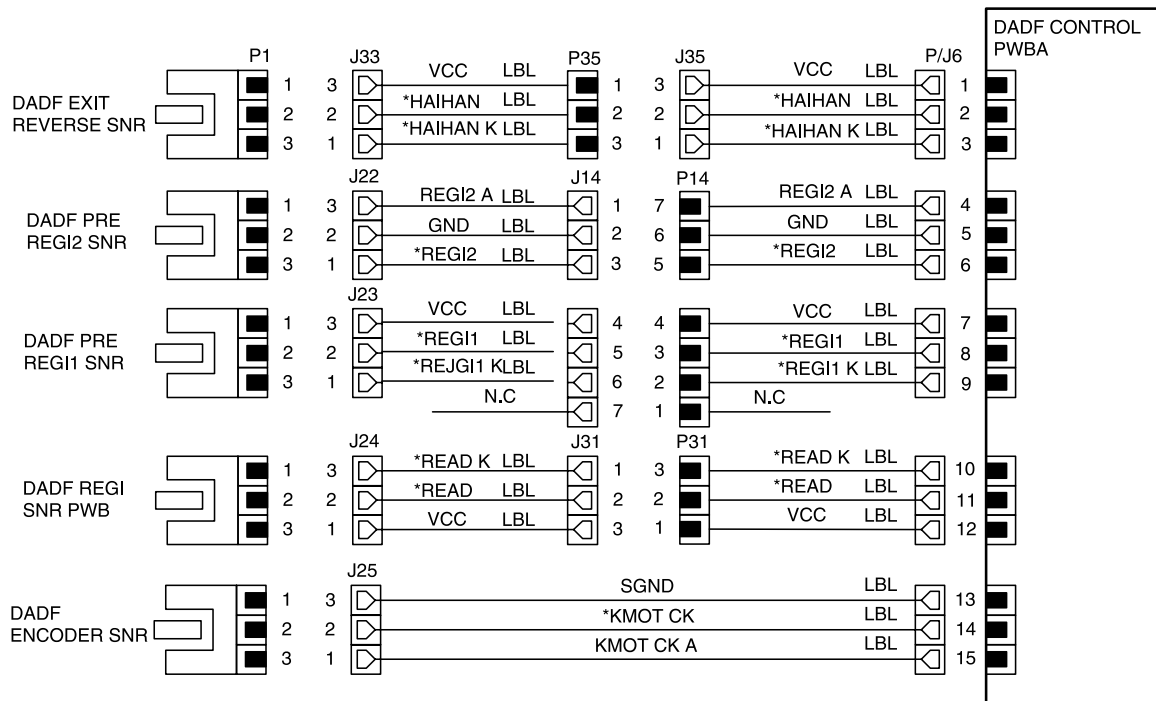 DADF CONTROL
PWBA
P1 J33 P35 J35 P/J6
DADF EXIT
REVERSE SNR
1 3 VCC LBL 1 3 VCC LBL 1
2 2 *HAIHAN LBL 2 2 *HAIHAN LBL 2
3 1 *HAIHAN K LBL 3 1 *HAIHAN K LBL 3
J22 J14 P14
DADF PRE
REGI2 SNR
1 3 REGI2 A LBL 1 7 REGI2 A LBL 4
2 2 GND LBL 2 6 GND LBL 5
3 1 *REGI2 LBL 3 5 *REGI2 LBL 6
J23
DADF PRE
REGI1 SNR
1 3 VCC LBL 4 4 VCC LBL 7
2 2 *REGI1 LBL 5 3 *REGI1 LBL 8
3 1 *REJGI1 K LBL 6 2 *REGI1 K LBL 9
N.C 7 1 N.C
J24 J31 P31
DADF REGI
SNR PWB
1 3 *READ K LBL 1 3 *READ K LBL 10
2 2 *READ LBL 2 2 *READ LBL 11
3 1 VCC LBL 3 1 VCC LBL 12
J25
DADF
ENCODER SNR
1 3 SGND LBL 13
2 2 *KMOT CK LBL 14
3 1 KMOT CK A LBL 15